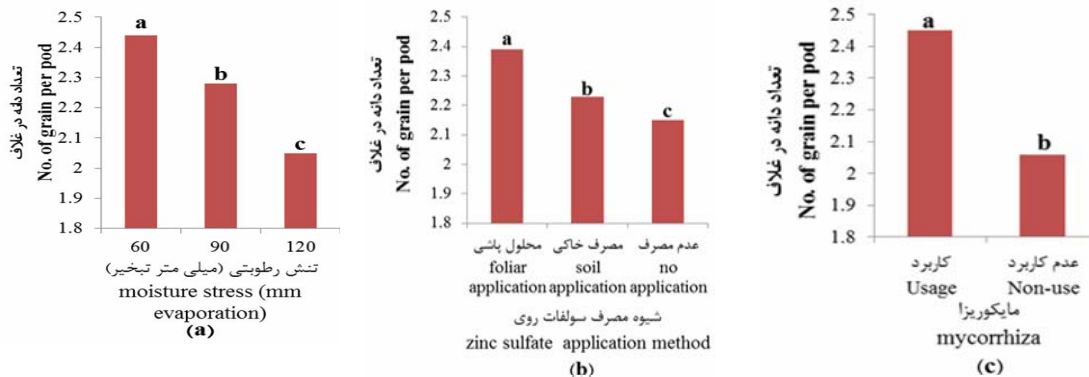 تعداد دانه در غلاف
No. of grain per pod
2.5
2.4
2.3
2.2
2.1
2
1.9
1.8
a
b
c
60 90 120
تنش رطوبتی (میلی متر تبخیر)
moisture stress (mm
evaporation)
(a)
تعداد دانه در غلاف
No. of grain per pod
2.5
2.4
2.3
2.2
2.1
2
1.9
1.8
a
b
c
محلول پاشی مصرف خاکی عدم مصرف
foliar soil no
application application application
شیوه مصرف سولفات روی
zinc sulfate application method
(b)
تعداد دانه در غلاف
No. of grain per pod
2.5
2.4
2.3
2.2
2.1
2
1.9
1.8
a
b
کاربرد عدم کاربرد
Usage Non-use
مایکوریزا
mycorrhiza
(c)